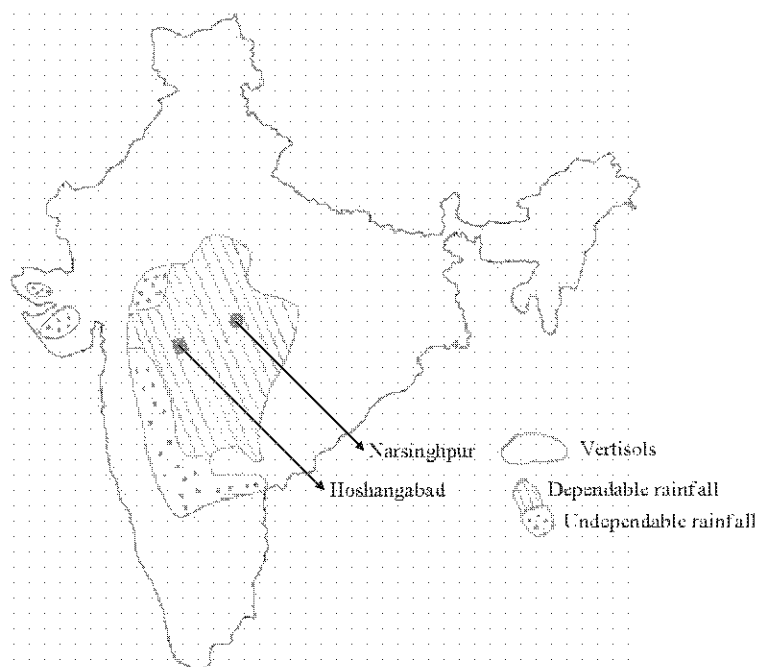 Narsinghpur
Hoshangabad
Vertisols
Dependable rainfall
Undependable rainfall